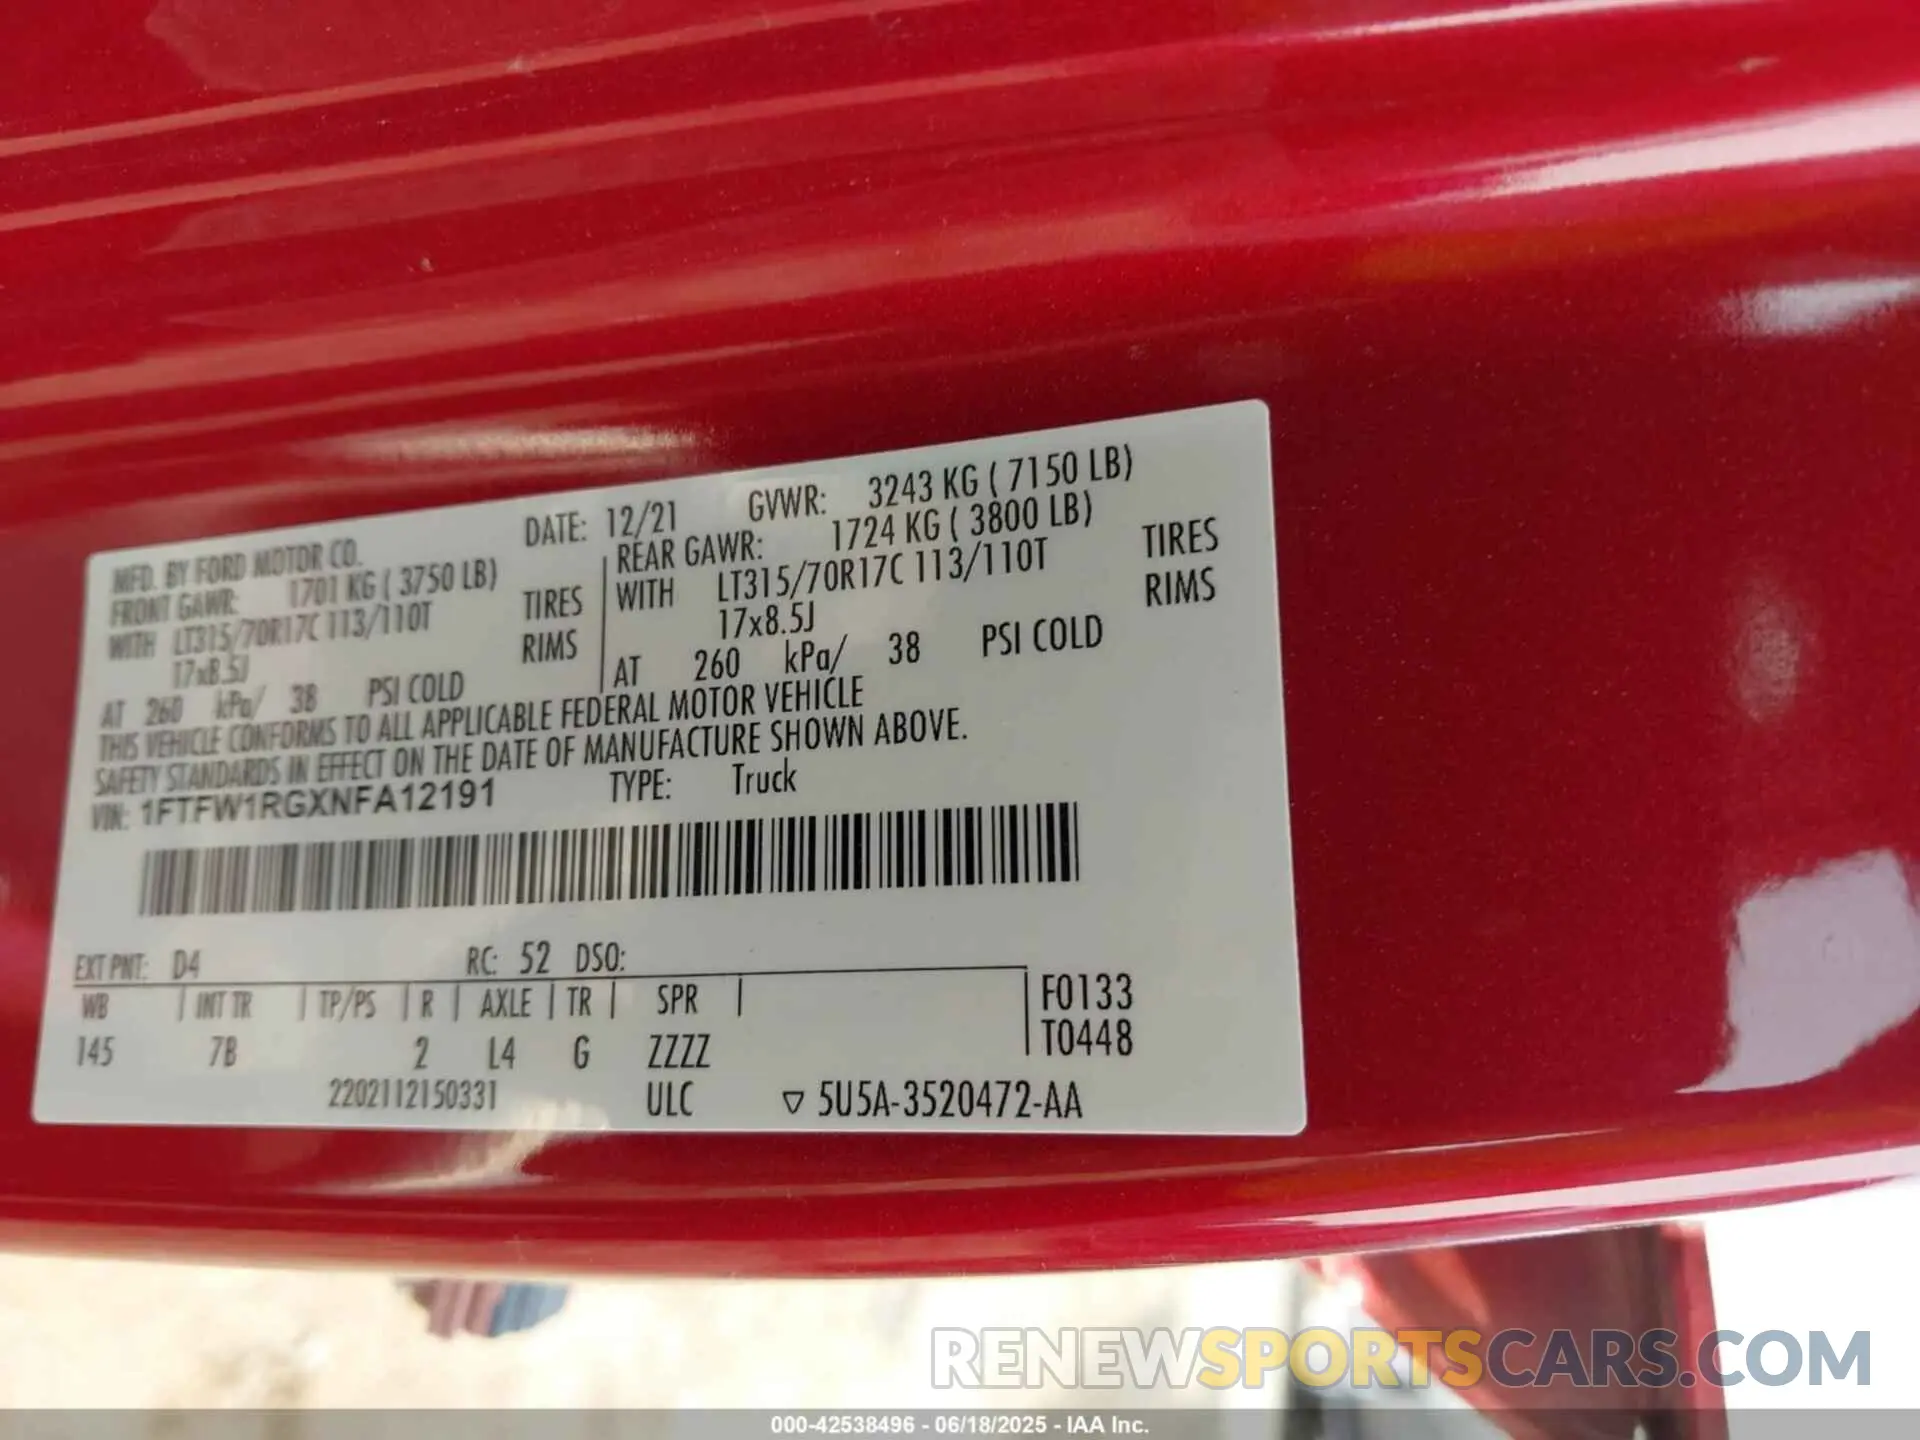 MFD. BY FORD MOTOR CO. DATE: 12/21 GVWR: 3243 KG ( 7150 LB)
FRONT GAWR: 1701 KG ( 3750 LB) REAR GAWR: 1724 KG ( 3800 LB)
WITH LT315/70R17C 113/110T TIRES WITH LT315/70R17C 113/110T TIRES
17x8.5J RIMS 17x8.5J RIMS
AT 260 kPa/ 38 PSI COLD AT 260 kPa/ 38 PSI COLD
THIS VEHICLE CONFORMS TO ALL APPLICABLE FEDERAL MOTOR VEHICLE
SAFETY STANDARDS IN EFFECT ON THE DATE OF MANUFACTURE SHOWN ABOVE.
VIN: 1FTFW1RGXNFA12191 TYPE: Truck
EXT PNT: D4 RC: 52 DSO:
WB | INT TR | TP/PS | R | AXLE | TR | SPR | F0133
145 7B 2 L4 G ZZZZ T0448
2202112150331 ULC ▽ 5U5A-3520472-AA
RENEWSPORTSCARS.COM
000-42538496 - 06/18/2025 - IAA Inc.